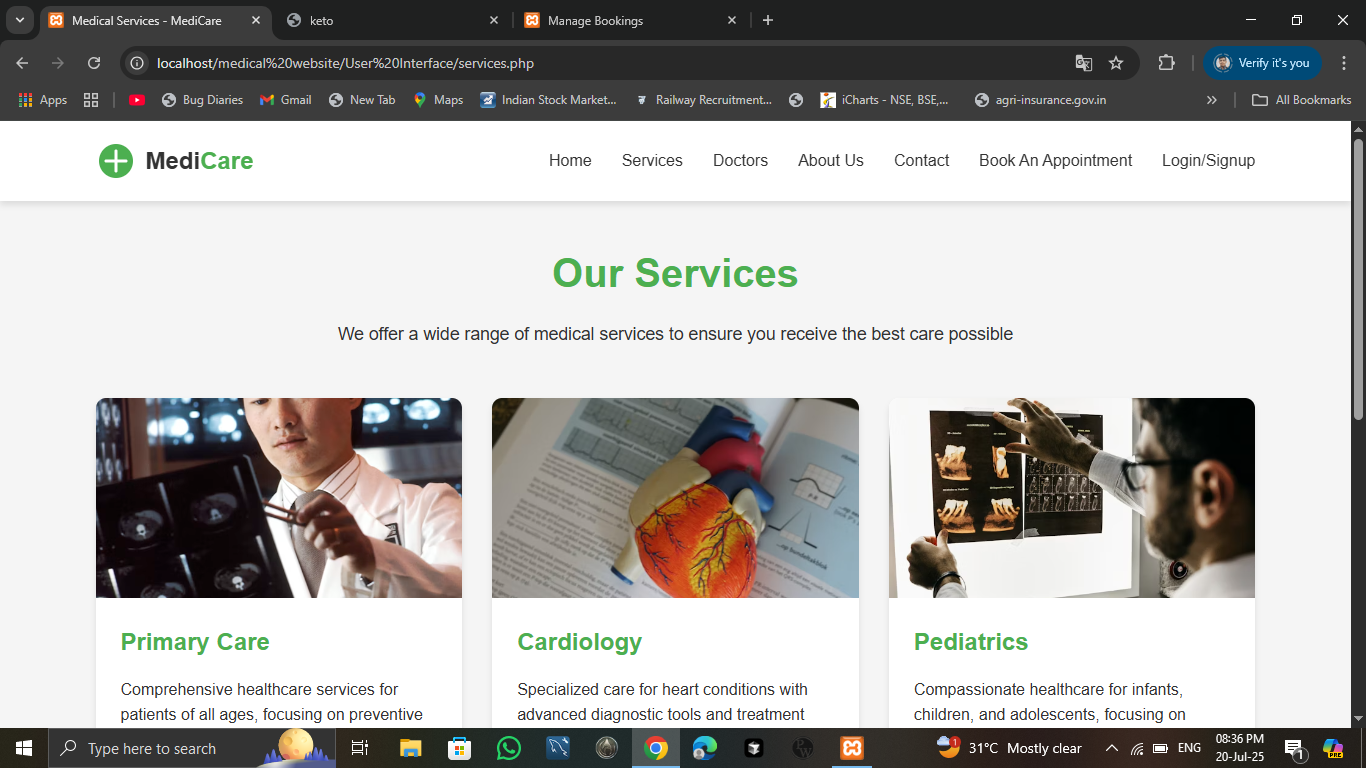 Medical Services - MediCare
keto
Manage Bookings
localhost/medical%20website/User%20Interface/services.php
Verify it's you
Apps
Bug Diaries
Gmail
New Tab
Maps
Indian Stock Market...
Railway Recruitment...
iCharts - NSE, BSE,...
agri-insurance.gov.in
All Bookmarks
MediCare
Home
Services
Doctors
About Us
Contact
Book An Appointment
Login/Signup
Our Services
We offer a wide range of medical services to ensure you receive the best care possible
Primary Care
Comprehensive healthcare services for
patients of all ages, focusing on preventive
Cardiology
Specialized care for heart conditions with
advanced diagnostic tools and treatment
Pediatrics
Compassionate healthcare for infants,
children, and adolescents, focusing on
Type here to search
31°C Mostly clear
ENG
08:36 PM
20-Jul-25
1